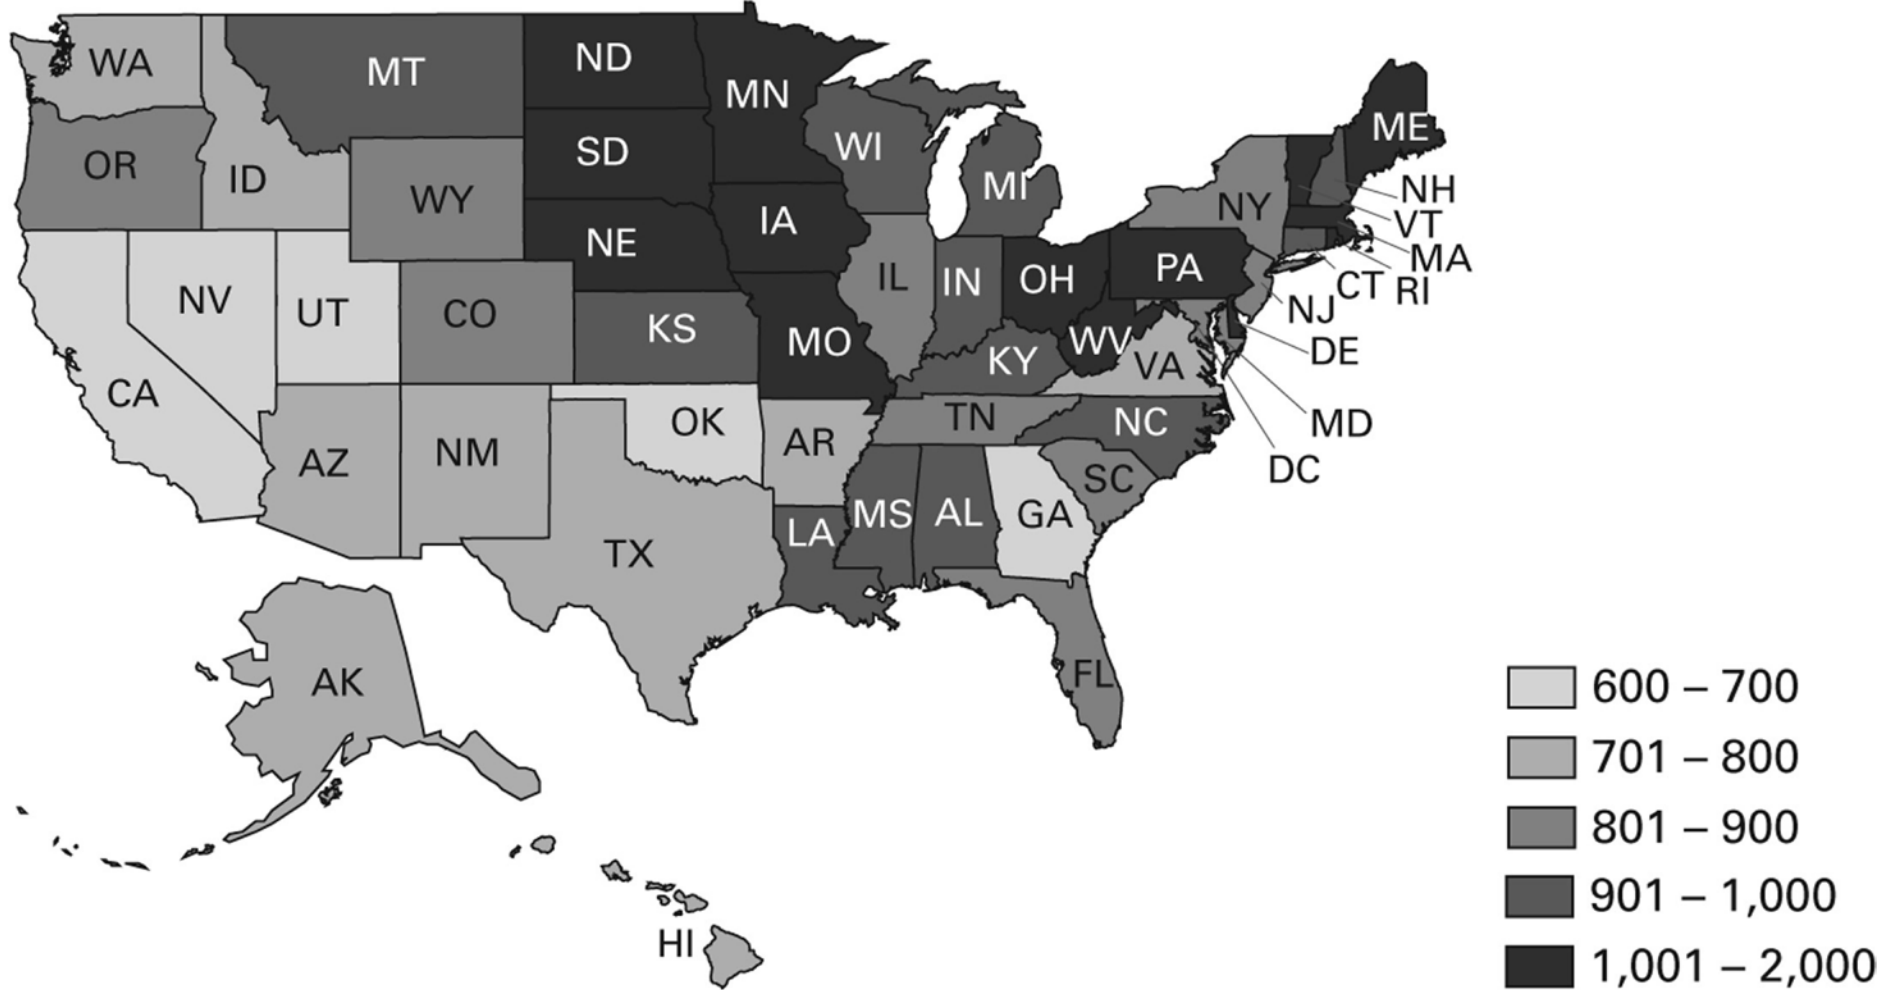 WA
MT
ND
MN
OR
ID
WY
SD
WI
MI
ME
NH
VT
MA
RI
CT
NY
NE
IA
NV
UT
CO
KS
MO
IL
IN
OH
PA
NJ
DE
MD
DC
CA
KY
WV
VA
AZ
NM
OK
AR
TN
NC
SC
TX
LA
MS
AL
GA
FL
AK
HI
600 – 700
701 – 800
801 – 900
901 – 1,000
1,001 – 2,000